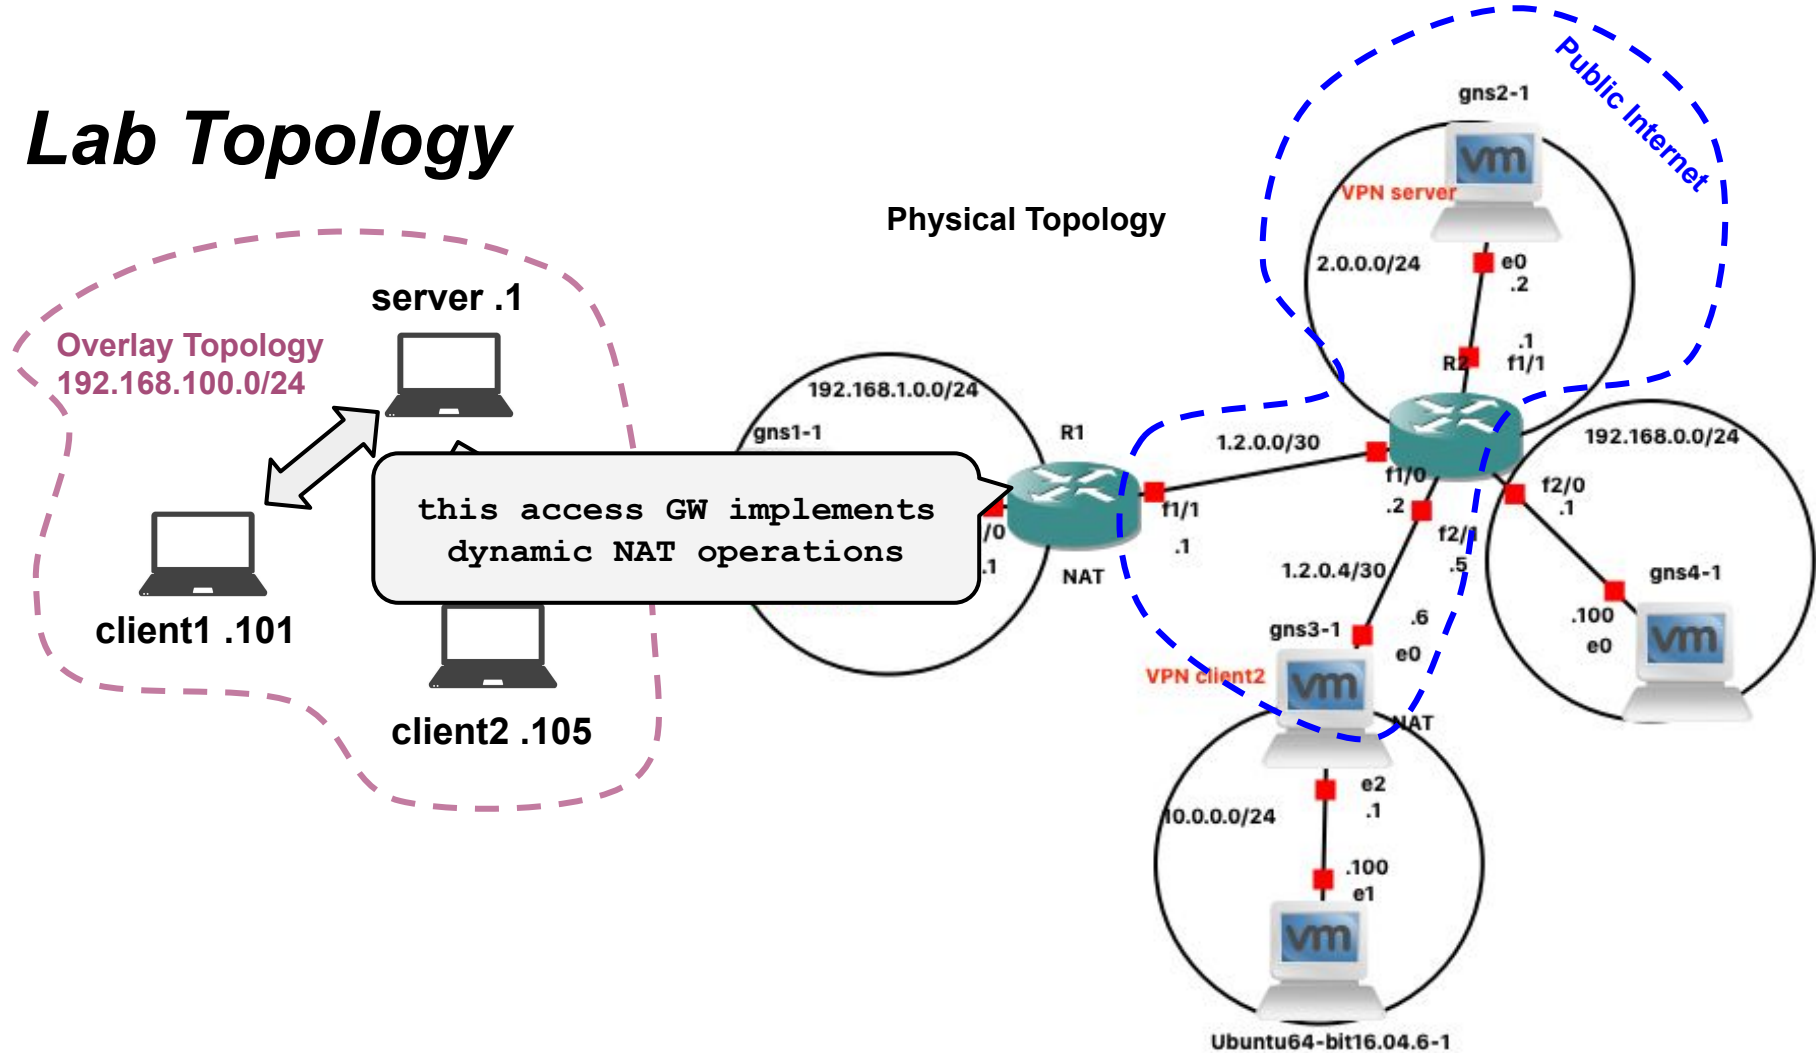 Lab Topology
Physical Topology
Public Internet
gns2-1
vm
VPN server
2.0.0.0/24
e0
.2
.1
R2
f1/1
server .1
Overlay Topology
192.168.100.0/24
client1 .101
client2 .105
192.168.1.0.0/24
gns1-1
R1
this access GW implements
dynamic NAT operations
/0
.1
NAT
f1/1
.1
1.2.0.0/30
f1/0
.2
f2/1
.5
1.2.0.4/30
192.168.0.0/24
f2/0
.1
gns4-1
.100
e0
vm
gns3-1
.6
e0
VPN client2
vm
NAT
e2
.1
10.0.0.0/24
.100
e1
vm
Ubuntu64-bit16.04.6-1